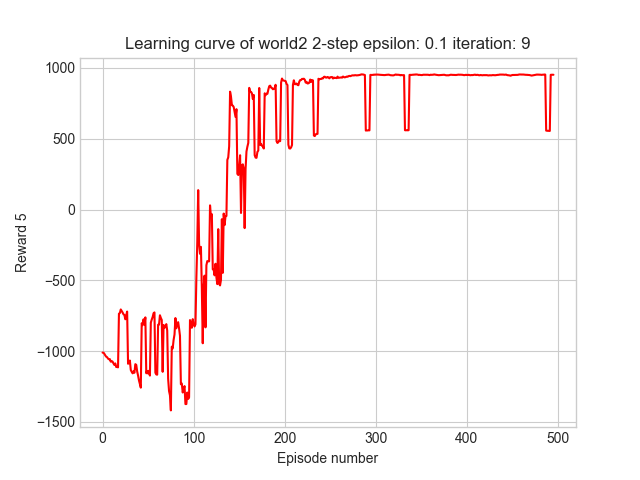 Learning curve of world2 2-step epsilon: 0.1 iteration: 9
1000
500
0
−500
−1000
−1500
Reward 5
0 100 200 300 400 500
Episode number